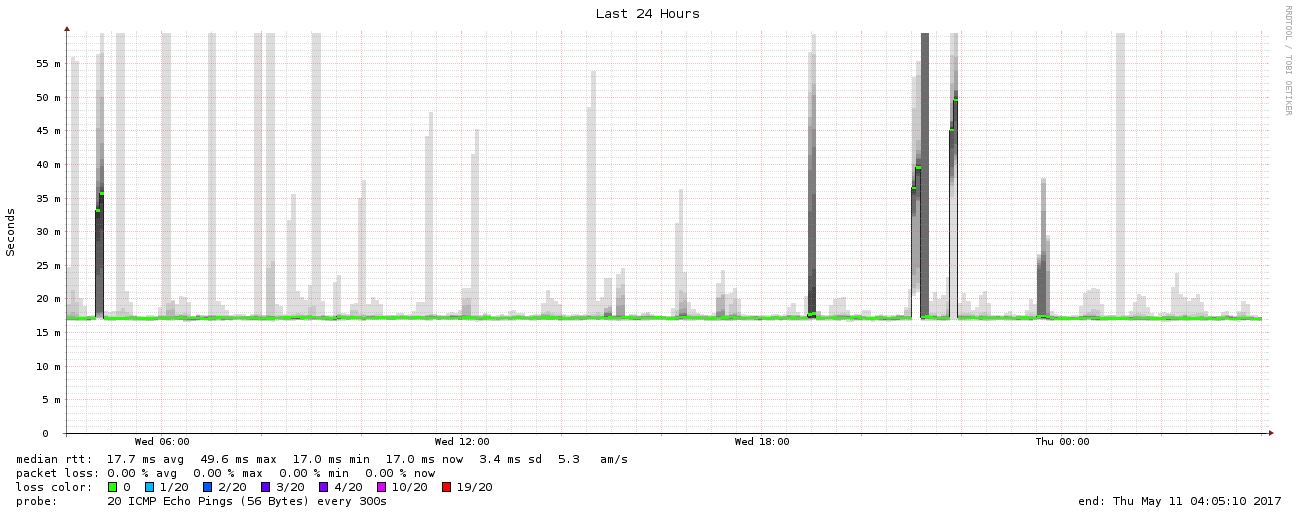 Last 24 Hours
RRDTOOL / TOBI OETIKER
Seconds
55 m
50 m
45 m
40 m
35 m
30 m
25 m
20 m
15 m
10 m
5 m
0
Wed 06:00 Wed 12:00 Wed 18:00 Thu 00:00
median rtt: 17.7 ms avg 49.6 ms max 17.0 ms min 17.0 ms now 3.4 ms sd 5.3 am/s
packet loss: 0.00 % avg 0.00 % max 0.00 % min 0.00 % now
loss color: 0 1/20 2/20 3/20 4/20 10/20 19/20
probe: 20 ICMP Echo Pings (56 Bytes) every 300s end: Thu May 11 04:05:10 2017